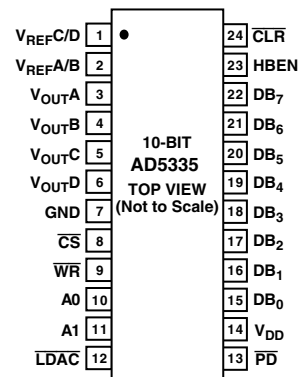 VREFC/D 1 24 CLR
VREFA/B 2 23 HBEN
VOUTA 3 22 DB7
VOUTB 4 21 DB6
VOUTC 5 20 DB5
VOUTD 6 19 DB4
GND 7 18 DB3
CS 8 17 DB2
WR 9 16 DB1
A0 10 15 DB0
A1 11 14 VDD
LDAC 12 13 PD
10-BIT
AD5335
TOP VIEW
(Not to Scale)